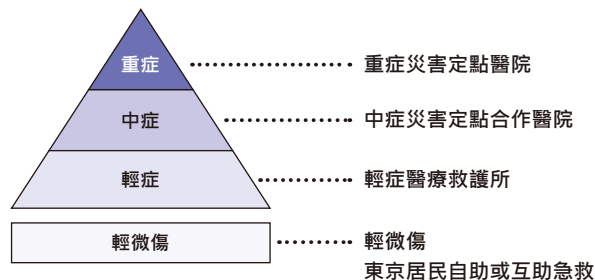 重症
重症災害定點醫院
中症
中症災害定點合作醫院
輕症
輕症醫療救護所
輕微傷
輕微傷
東京居民自助或互助急救